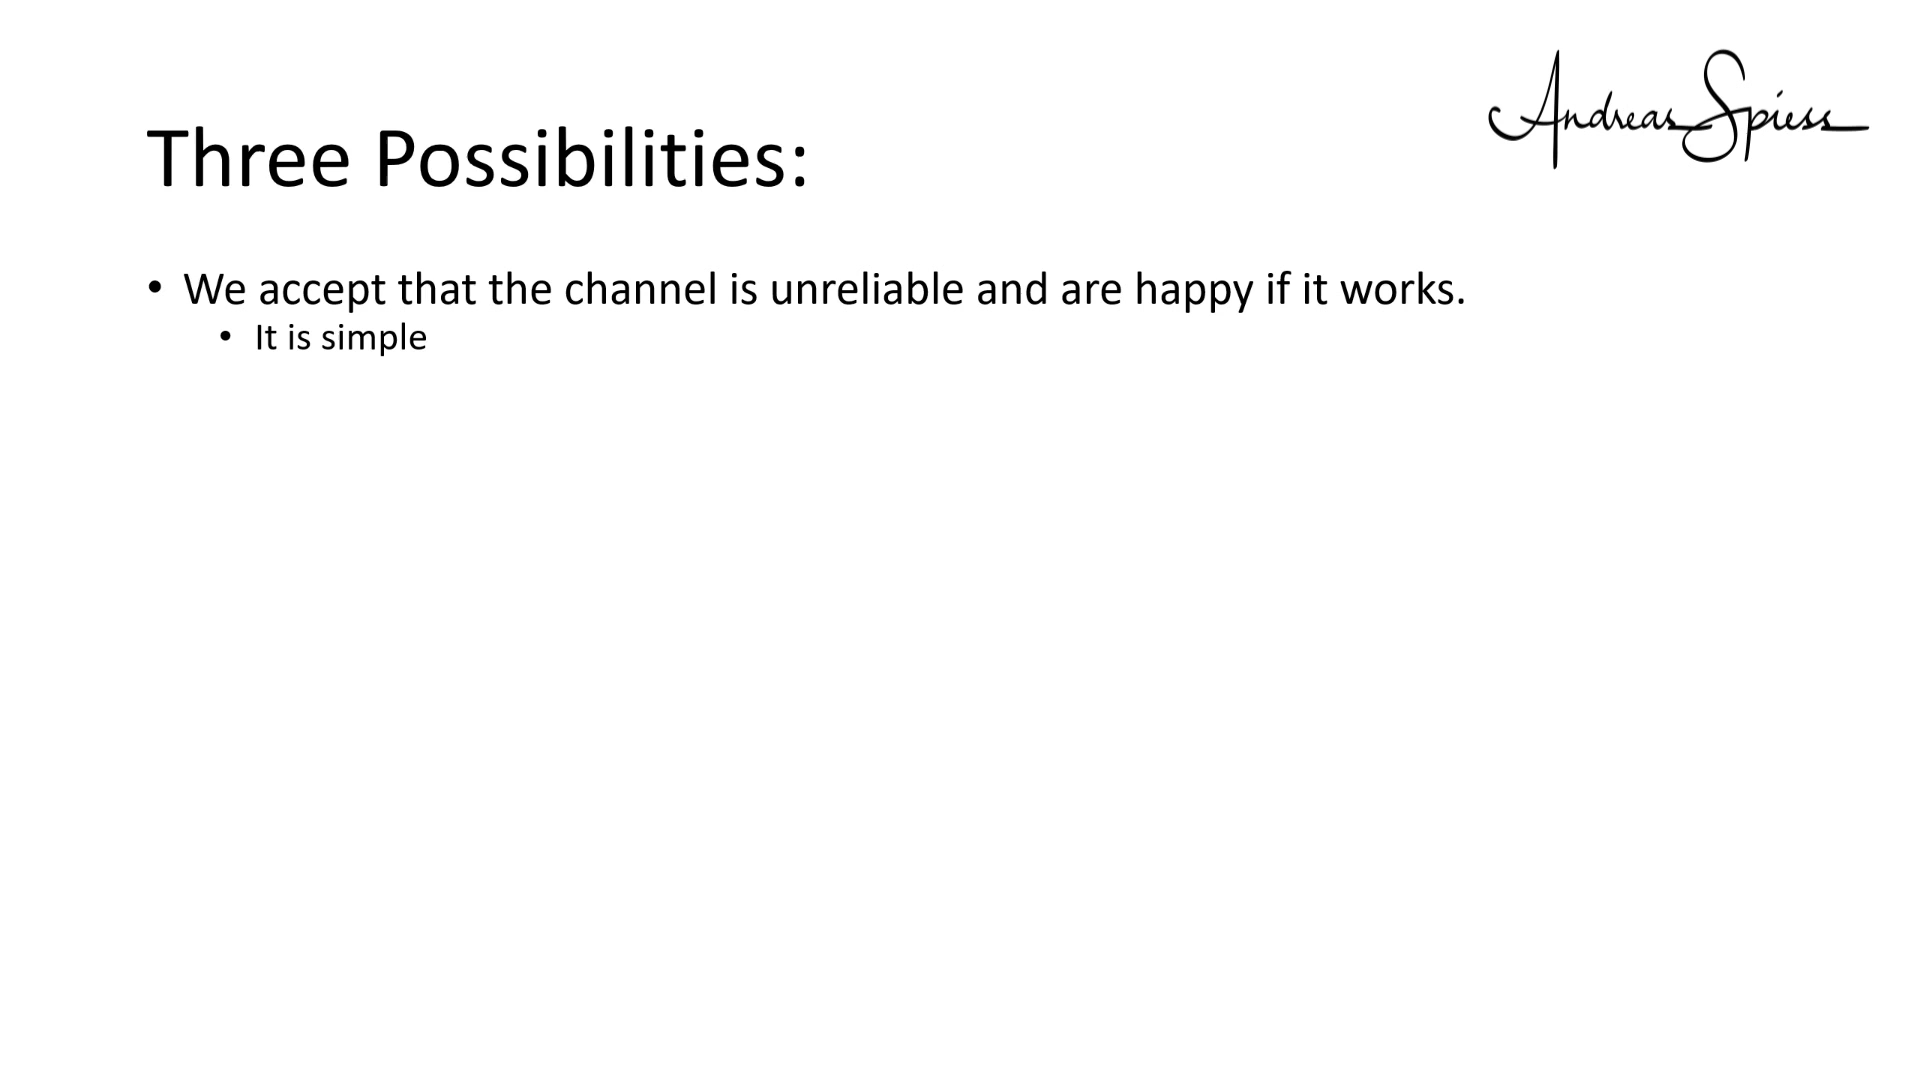 Andreas Spiess
Three Possibilities:
• We accept that the channel is unreliable and are happy if it works.
• It is simple